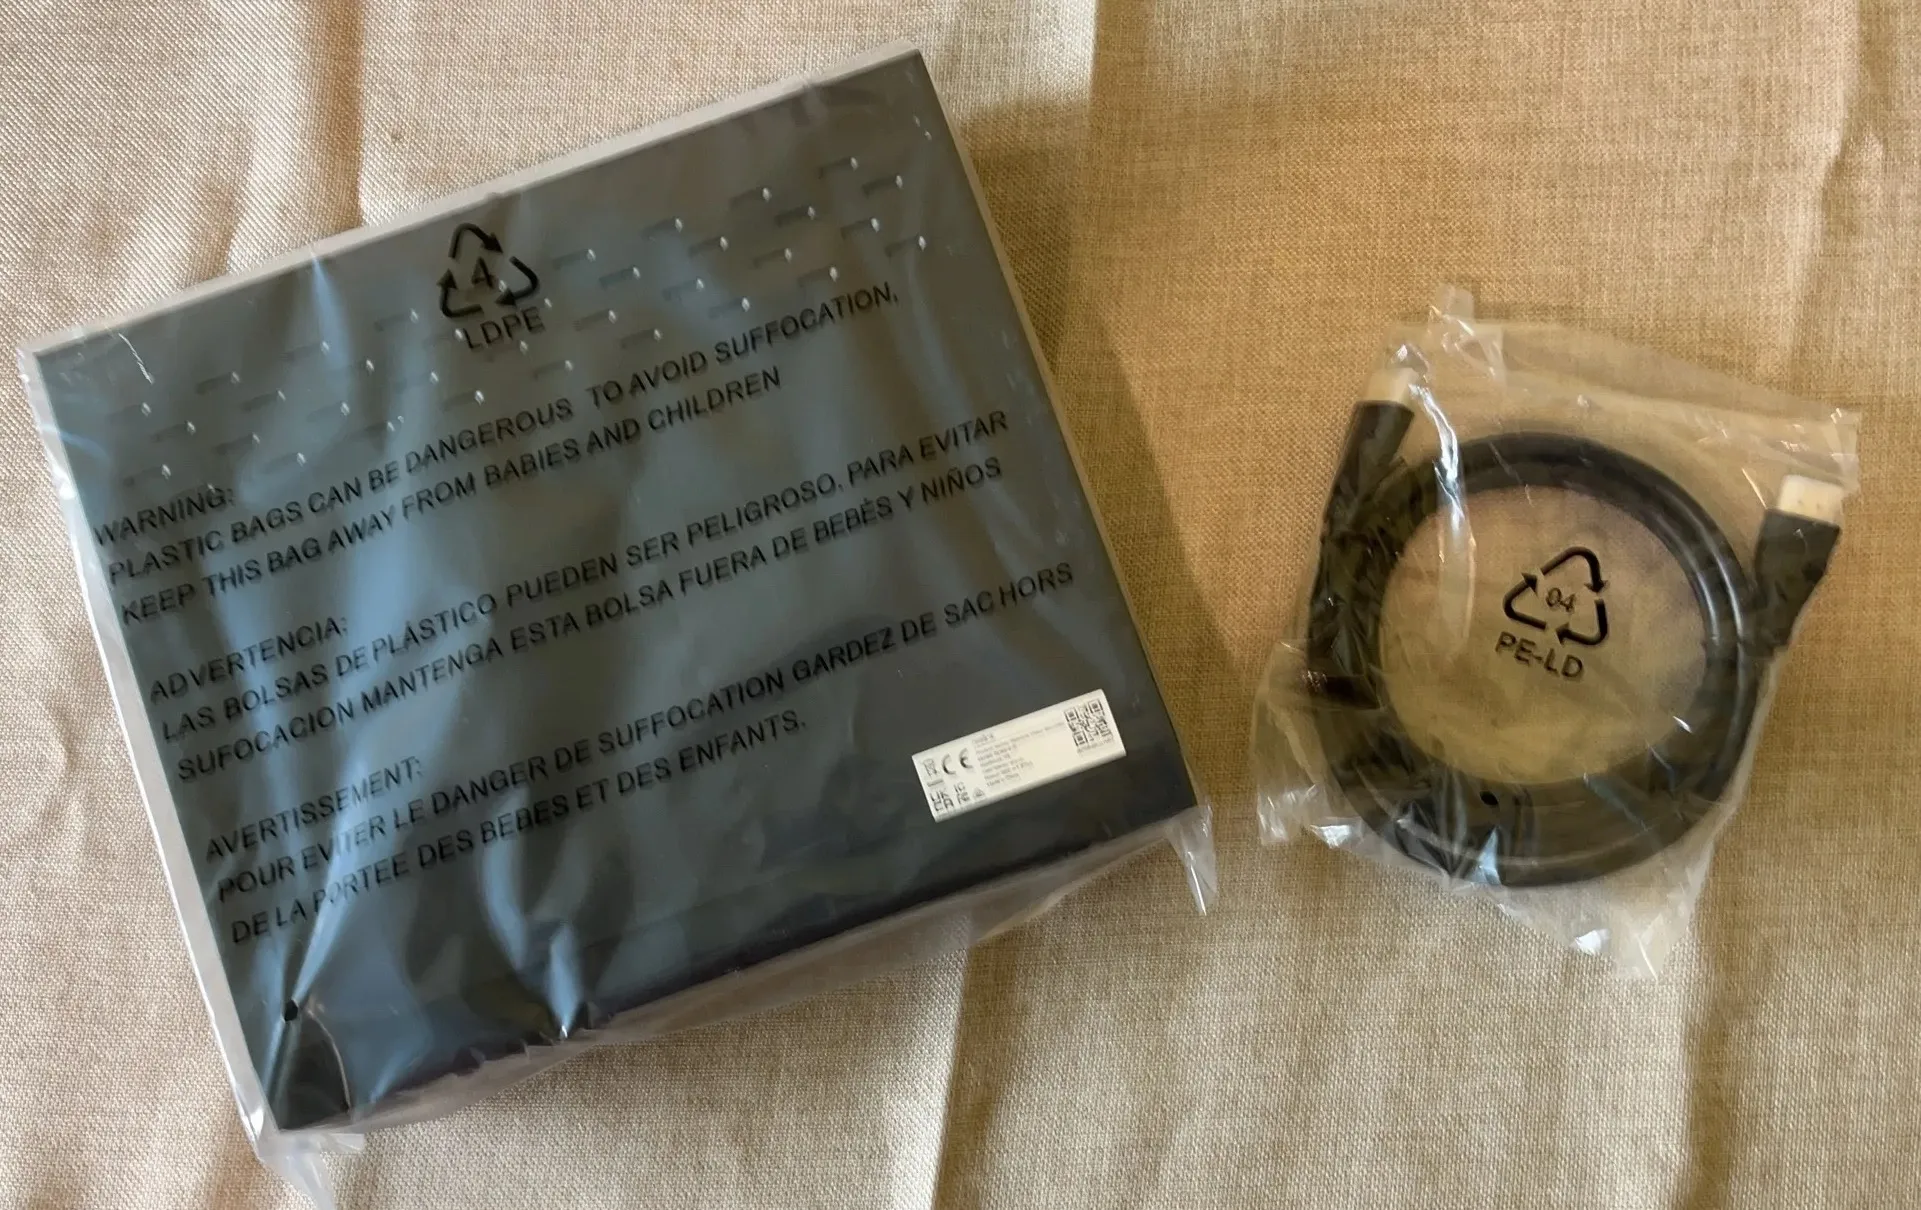 4
LDPE
WARNING:
PLASTIC BAGS CAN BE DANGEROUS TO AVOID SUFFOCATION,
KEEP THIS BAG AWAY FROM BABIES AND CHILDREN
ADVERTENCIA:
LAS BOLSAS DE PLÁSTICO PUEDEN SER PELIGROSO, PARA EVITAR
SUFOCACION MANTENGA ESTA BOLSA FUERA DE BEBÉS Y NIÑOS
AVERTISSEMENT:
POUR EVITER LE DANGER DE SUFFOCATION GARDEZ DE SAC HORS
DE LA PORTEE DES BEBES ET DES ENFANTS.
CE
04
PE-LD